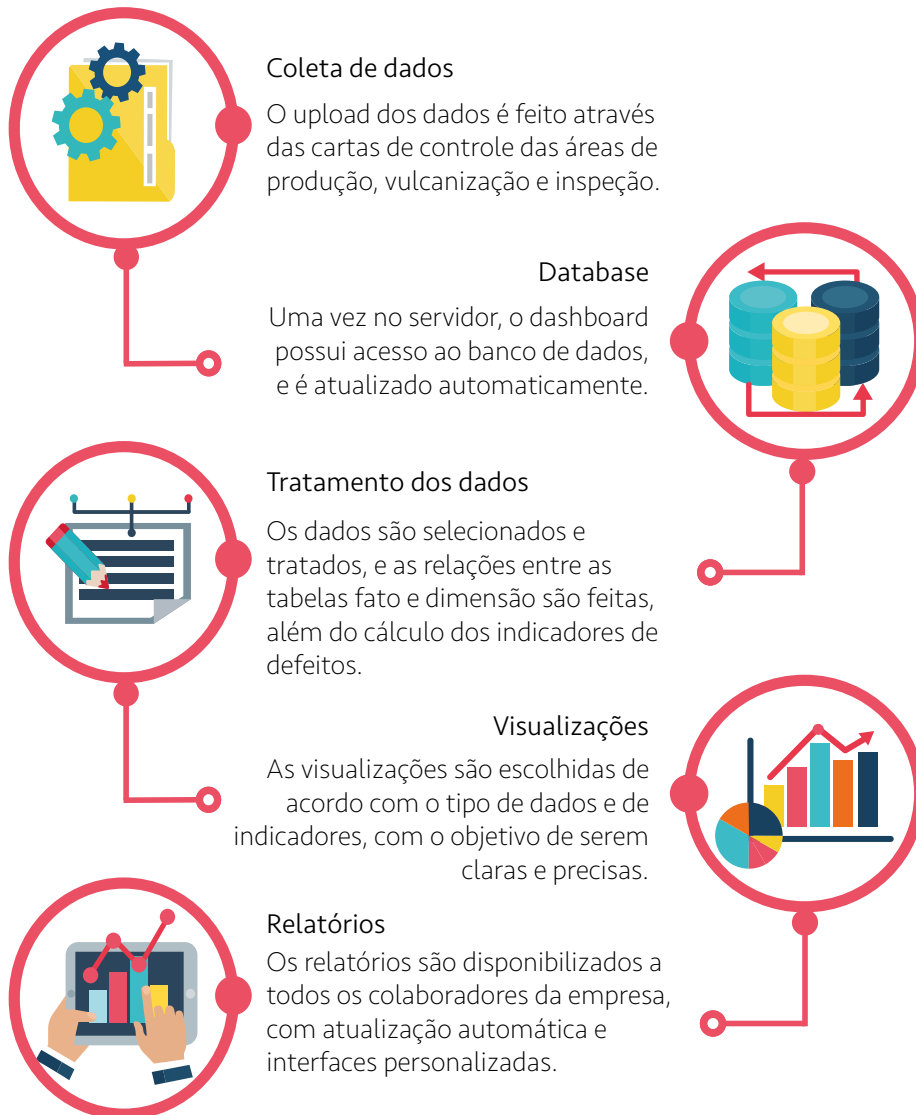 Coleta de dados
O upload dos dados é feito através
das cartas de controle das áreas de
produção, vulcanização e inspeção.
Database
Uma vez no servidor, o dashboard
possui acesso ao banco de dados,
e é atualizado automaticamente.
Tratamento dos dados
Os dados são selecionados e
tratados, e as relações entre as
tabelas fato e dimensão são feitas,
além do cálculo dos indicadores de
defeitos.
Visualizações
As visualizações são escolhidas de
acordo com o tipo de dados e de
indicadores, com o objetivo de serem
claras e precisas.
Relatórios
Os relatórios são disponibilizados a
todos os colaboradores da empresa,
com atualização automática e
interfaces personalizadas.